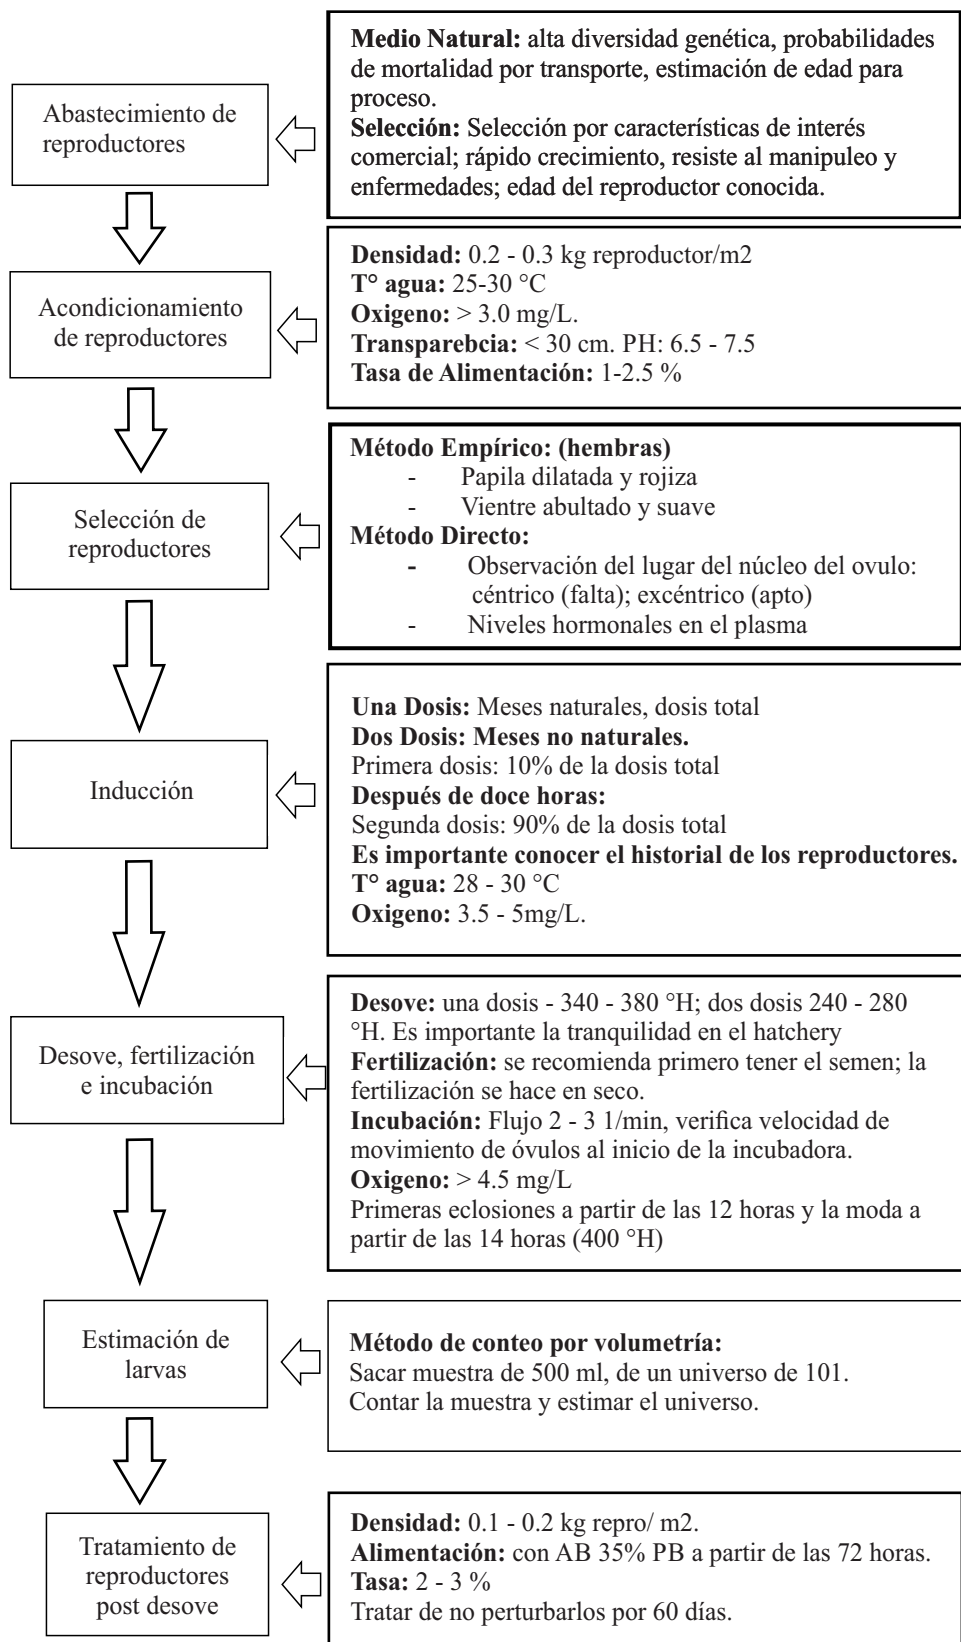 Abastecimiento de
reproductores
Medio Natural: alta diversidad genética, probabilidades
de mortalidad por transporte, estimación de edad para
proceso.
Selección: Selección por características de interés
comercial; rápido crecimiento, resiste al manipuleo y
enfermedades; edad del reproductor conocida.
Acondicionamiento
de reproductores
Densidad: 0.2 - 0.3 kg reproductor/m2
T° agua: 25-30 °C
Oxigeno: > 3.0 mg/L.
Transparebcia: < 30 cm. PH: 6.5 - 7.5
Tasa de Alimentación: 1-2.5 %
Selección de
reproductores
Método Empírico: (hembras)
- Papila dilatada y rojiza
- Vientre abultado y suave
Método Directo:
- Observación del lugar del núcleo del ovulo:
céntrico (falta); excéntrico (apto)
- Niveles hormonales en el plasma
Inducción
Una Dosis: Meses naturales, dosis total
Dos Dosis: Meses no naturales.
Primera dosis: 10% de la dosis total
Después de doce horas:
Segunda dosis: 90% de la dosis total
Es importante conocer el historial de los reproductores.
T° agua: 28 - 30 °C
Oxigeno: 3.5 - 5mg/L.
Desove, fertilización
e incubación
Desove: una dosis - 340 - 380 °H; dos dosis 240 - 280
°H. Es importante la tranquilidad en el hatchery
Fertilización: se recomienda primero tener el semen; la
fertilización se hace en seco.
Incubación: Flujo 2 - 3 1/min, verifica velocidad de
movimiento de óvulos al inicio de la incubadora.
Oxigeno: > 4.5 mg/L
Primeras eclosiones a partir de las 12 horas y la moda a
partir de las 14 horas (400 °H)
Estimación de
larvas
Método de conteo por volumetría:
Sacar muestra de 500 ml, de un universo de 101.
Contar la muestra y estimar el universo.
Tratamiento de
reproductores
post desove
Densidad: 0.1 - 0.2 kg repro/ m2.
Alimentación: con AB 35% PB a partir de las 72 horas.
Tasa: 2 - 3 %
Tratar de no perturbarlos por 60 días.